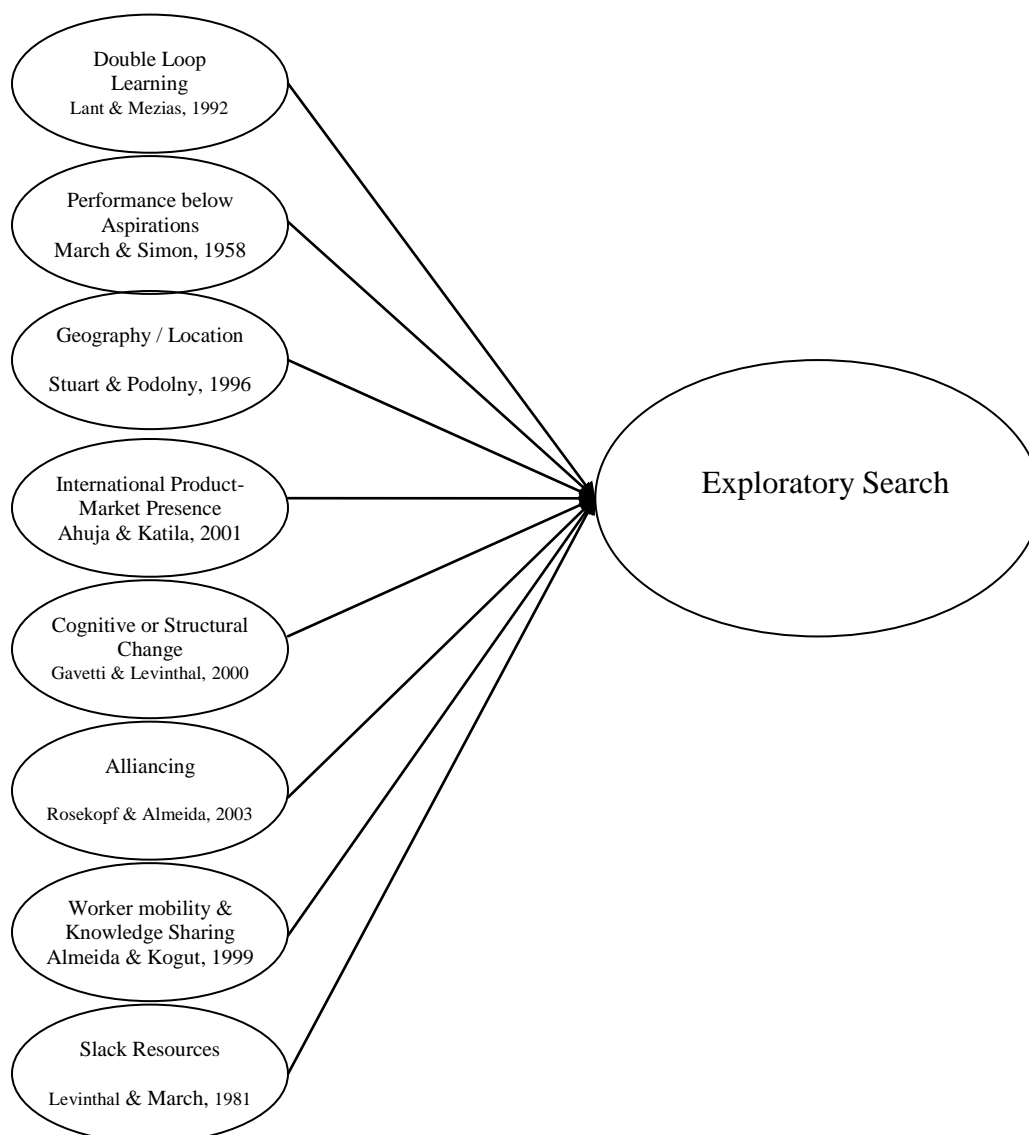 Double Loop
Learning
Lant & Mezias, 1992
Performance below
Aspirations
March & Simon, 1958
Geography / Location
Stuart & Podolny, 1996
International Product-
Market Presence
Ahuja & Katila, 2001
Cognitive or Structural
Change
Gavetti & Levinthal, 2000
Alliancing
Rosekopf & Almeida, 2003
Worker mobility &
Knowledge Sharing
Almeida & Kogut, 1999
Slack Resources
Levinthal & March, 1981
Exploratory Search